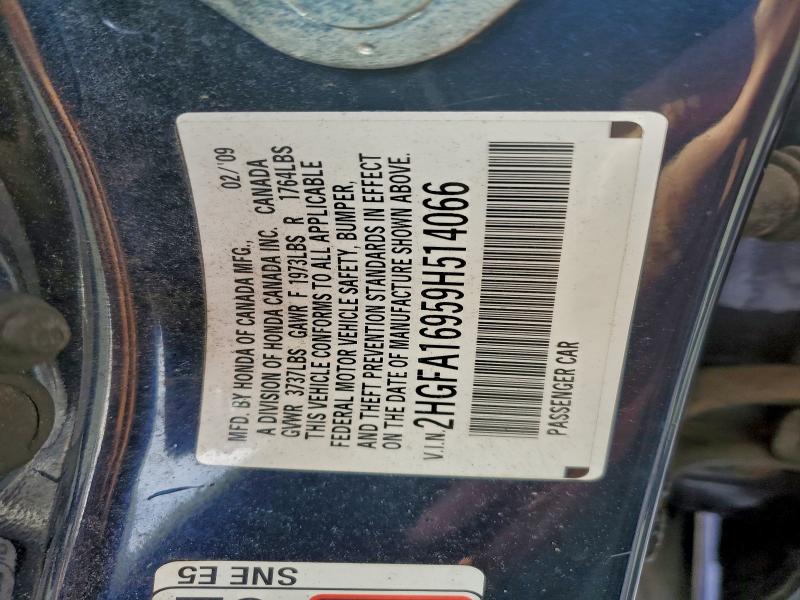 MFD. BY HONDA OF CANADA MFG., 02/'09
A DIVISION OF HONDA CANADA INC. CANADA
GVWR 3737LBS GAWR F 1973LBS R 1764LBS
THIS VEHICLE CONFORMS TO ALL APPLICABLE
FEDERAL MOTOR VEHICLE SAFETY, BUMPER,
AND THEFT PREVENTION STANDARDS IN EFFECT
ON THE DATE OF MANUFACTURE SHOWN ABOVE.
V.I.N. 2HGFA16959H514066
PASSENGER CAR
SNE E5